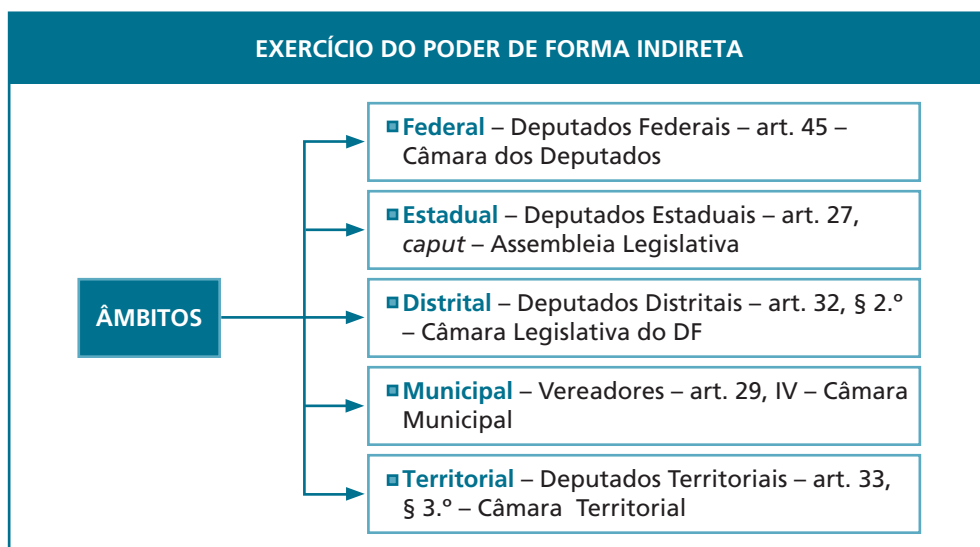 EXERCÍCIO DO PODER DE FORMA INDIRETA
ÂMBITOS
Federal – Deputados Federais – art. 45 –
Câmara dos Deputados
Estadual – Deputados Estaduais – art. 27,
caput – Assembleia Legislativa
Distrital – Deputados Distritais – art. 32, § 2.º
– Câmara Legislativa do DF
Municipal – Vereadores – art. 29, IV – Câmara
Municipal
Territorial – Deputados Territoriais – art. 33,
§ 3.º – Câmara Territorial